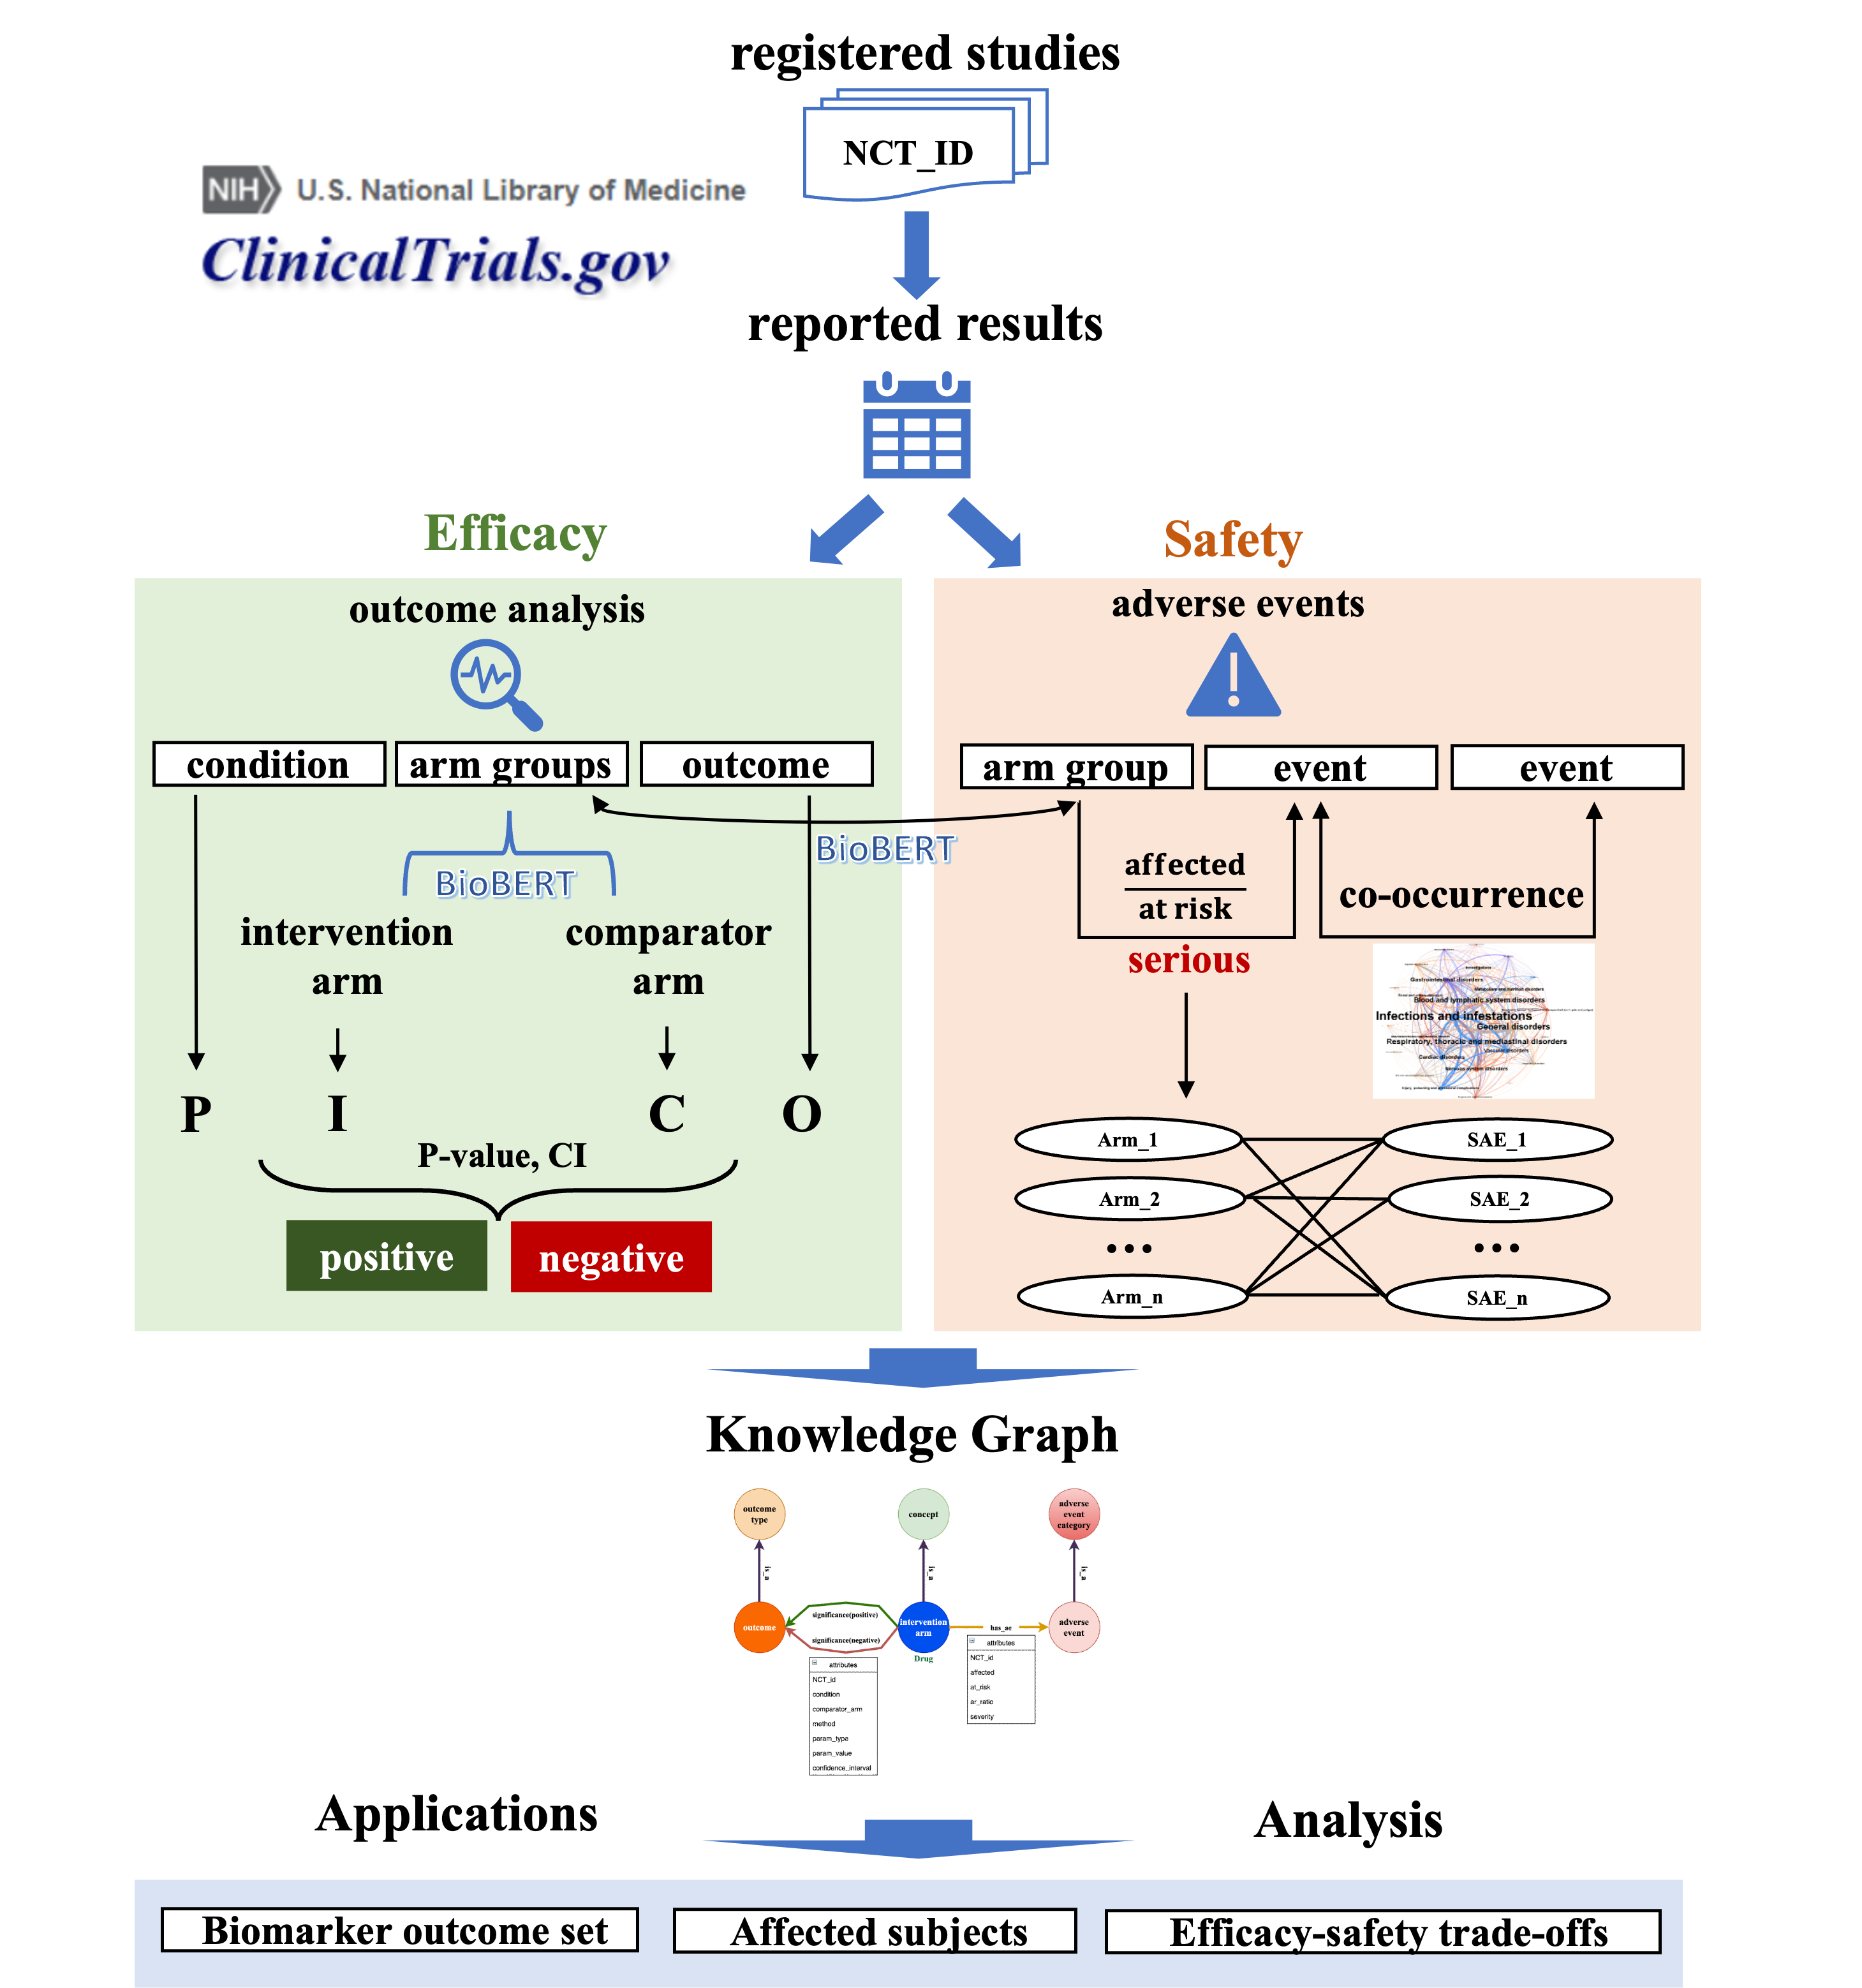 registered studies
NCT_ID
NIH U.S. National Library of Medicine
ClinicalTrials.gov
reported results
Efficacy
Safety
outcome analysis
adverse events
condition
arm groups
outcome
arm group
event
event
BioBERT
BioBERT
affected
at risk
co-occurrence
intervention
arm
comparator
arm
serious
Gastrointestinal disorders
Blood and lymphatic system disorders
Infections and infestations
General disorders
Respiratory, thoracic and mediastinal disorders
Vascular disorders
Cardiac disorders
Nervous system disorders
P
I
C
O
P-value, CI
positive
negative
Arm_1
SAE_1
Arm_2
SAE_2
...
...
Arm_n
SAE_n
Knowledge Graph
outcome
type
concept
adverse
event
category
is_a
is_a
is_a
outcome
significance(positive)
significance(negative)
intervention
arm
Drug
has_ae
adverse
event
attributes
NCT_id
condition
comparator_arm
method
param_type
param_value
confidence_interval
attributes
NCT_id
affected
at_risk
ar_ratio
severity
Applications
Analysis
Biomarker outcome set
Affected subjects
Efficacy-safety trade-offs